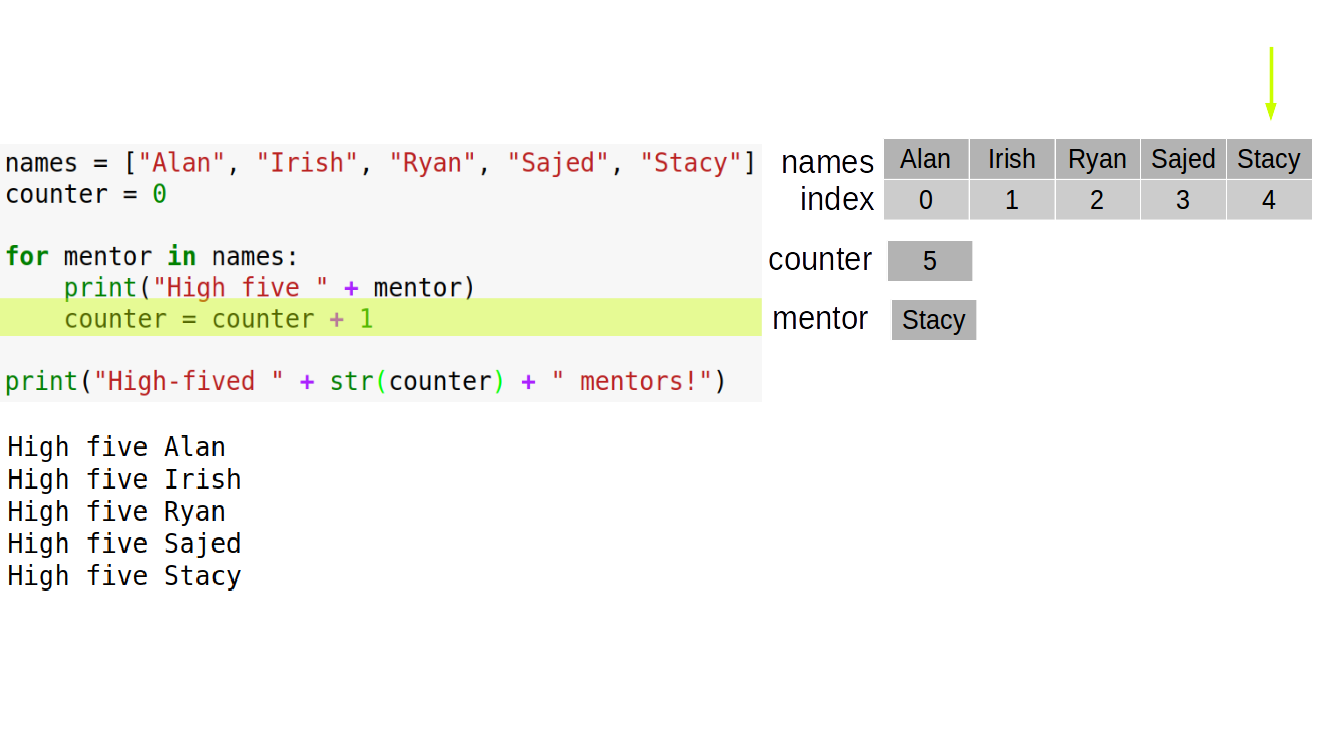 names = ["Alan", "Irish", "Ryan", "Sajed", "Stacy"]
counter = 0
for mentor in names:
    print("High five " + mentor)
    counter = counter + 1
print("High-fived " + str(counter) + " mentors!")
High five Alan
High five Irish
High five Ryan
High five Sajed
High five Stacy
names Alan Irish Ryan Sajed Stacy
index 0 1 2 3 4
counter 5
mentor Stacy